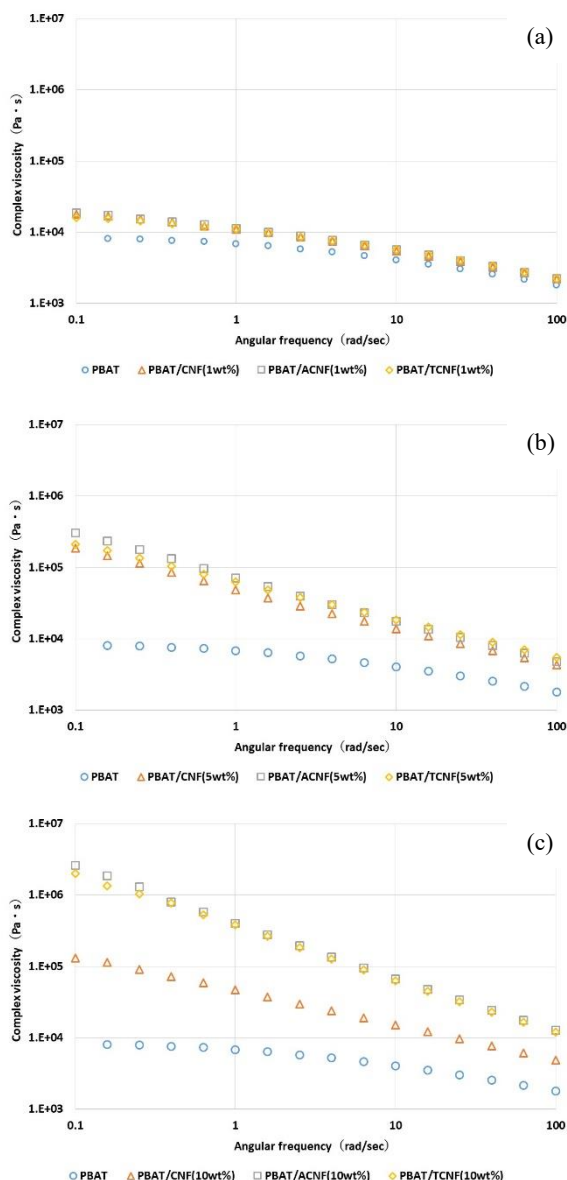 (a)
Complex viscosity（Pa・s）
1.E+07
1.E+06
1.E+05
1.E+04
1.E+03
0.1 1 10 100
Angular frequency（rad/sec）
PBAT PBAT/CNF(1wt%) PBAT/ACNF(1wt%) PBAT/TCNF(1wt%)
(b)
Complex viscosity（Pa・s）
1.E+07
1.E+06
1.E+05
1.E+04
1.E+03
0.1 1 10 100
Angular frequency（rad/sec）
PBAT PBAT/CNF(5wt%) PBAT/ACNF(5wt%) PBAT/TCNF(5wt%)
(c)
Complex viscosity（Pa・s）
1.E+07
1.E+06
1.E+05
1.E+04
1.E+03
0.1 1 10 100
Angular frequency（rad/sec）
PBAT PBAT/CNF(10wt%) PBAT/ACNF(10wt%) PBAT/TCNF(10wt%)